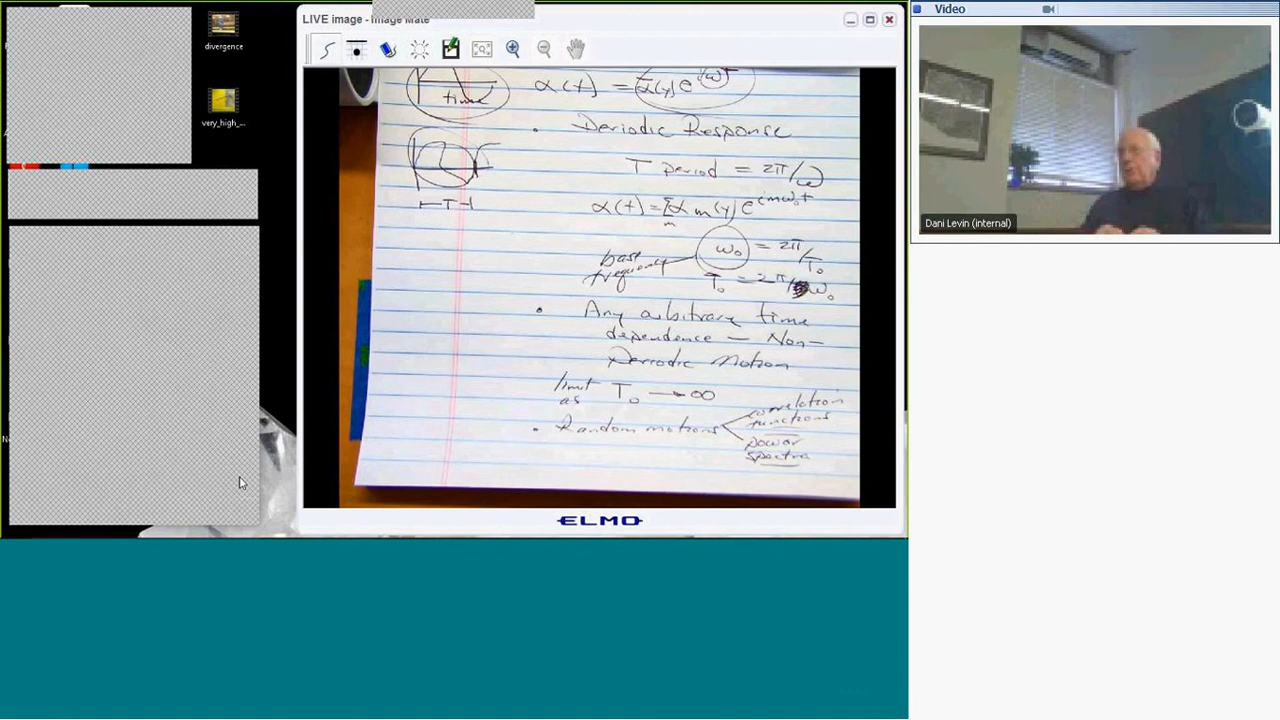 LIVE image - Image Mate
Video
divergence
very_high_...
time
α(t) = ᾱ(y) e^{iωt}
• Periodic Response
T period = 2π/ω
α(t) = Σ_m α_m(y) e^{imω₀t}
⊢T⊣
base frequency
ω₀ = 2π/T₀
T₀ = 2π/ω₀
• Any arbitrary time
dependence — Non-
Periodic Motion
limit
as T₀ → ∞
• Random motions
correlation
functions
power
spectra
ELMO
Dani Levin (internal)